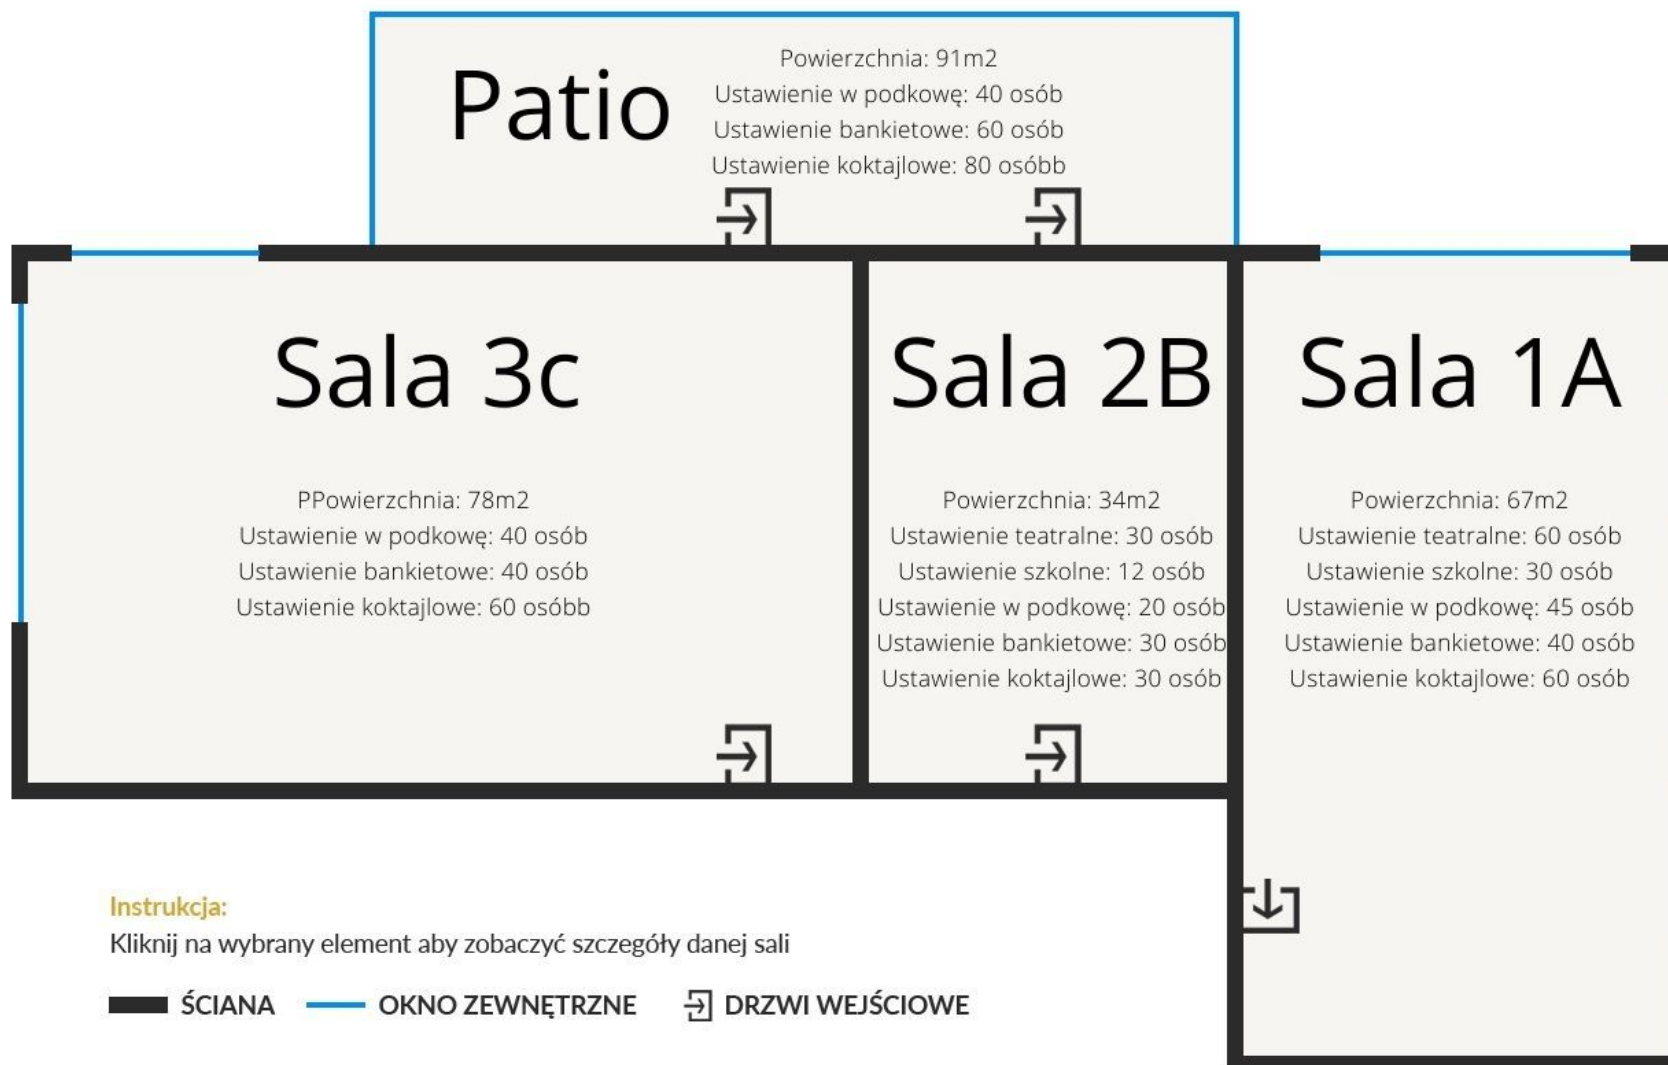 Patio
Powierzchnia: 91m2
Ustawienie w podkowę: 40 osób
Ustawienie bankietowe: 60 osób
Ustawienie koktajlowe: 80 osóbb
Sala 3c
PPowierzchnia: 78m2
Ustawienie w podkowę: 40 osób
Ustawienie bankietowe: 40 osób
Ustawienie koktajlowe: 60 osóbb
Sala 2B
Powierzchnia: 34m2
Ustawienie teatralne: 30 osób
Ustawienie szkolne: 12 osób
Ustawienie w podkowę: 20 osób
Ustawienie bankietowe: 30 osób
Ustawienie koktajlowe: 30 osób
Sala 1A
Powierzchnia: 67m2
Ustawienie teatralne: 60 osób
Ustawienie szkolne: 30 osób
Ustawienie w podkowę: 45 osób
Ustawienie bankietowe: 40 osób
Ustawienie koktajlowe: 60 osób
Instrukcja:
Kliknij na wybrany element aby zobaczyć szczegóły danej sali
ŚCIANA OKNO ZEWNĘTRZNE DRZWI WEJŚCIOWE